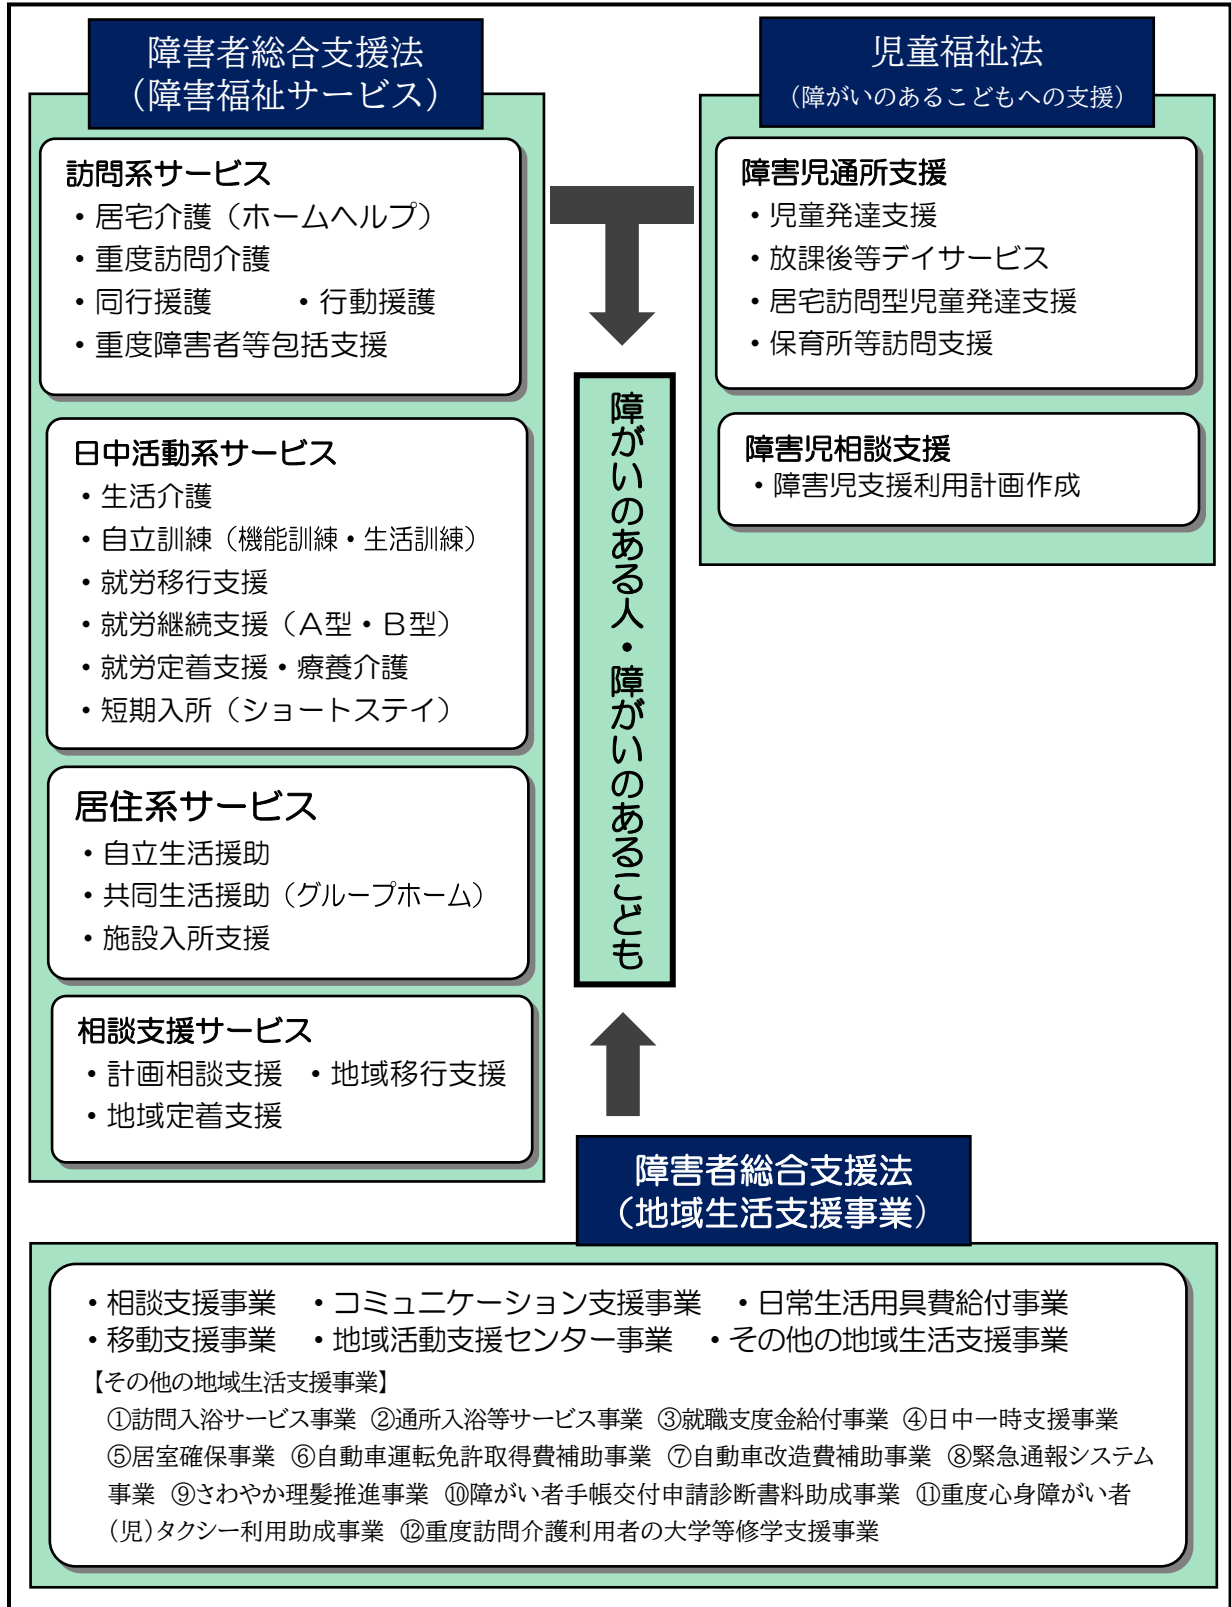 障害者総合支援法
（障害福祉サービス）
訪問系サービス
・居宅介護（ホームヘルプ）
・重度訪問介護
・同行援護　　　・行動援護
・重度障害者等包括支援
日中活動系サービス
・生活介護
・自立訓練（機能訓練・生活訓練）
・就労移行支援
・就労継続支援（Ａ型・Ｂ型）
・就労定着支援・療養介護
・短期入所（ショートステイ）
居住系サービス
・自立生活援助
・共同生活援助（グループホーム）
・施設入所支援
相談支援サービス
・計画相談支援　・地域移行支援
・地域定着支援
児童福祉法
（障がいのあるこどもへの支援）
障害児通所支援
・児童発達支援
・放課後等デイサービス
・居宅訪問型児童発達支援
・保育所等訪問支援
障害児相談支援
・障害児支援利用計画作成
障がいのある人・障がいのあるこども
障害者総合支援法
（地域生活支援事業）
・相談支援事業　・コミュニケーション支援事業　・日常生活用具費給付事業
・移動支援事業　・地域活動支援センター事業　・その他の地域生活支援事業
【その他の地域生活支援事業】
①訪問入浴サービス事業 ②通所入浴等サービス事業 ③就職支度金給付事業 ④日中一時支援事業
⑤居室確保事業 ⑥自動車運転免許取得費補助事業 ⑦自動車改造費補助事業 ⑧緊急通報システム
事業 ⑨さわやか理髪推進事業 ⑩障がい者手帳交付申請診断書料助成事業 ⑪重度心身障がい者
（児）タクシー利用助成事業 ⑫重度訪問介護利用者の大学等修学支援事業